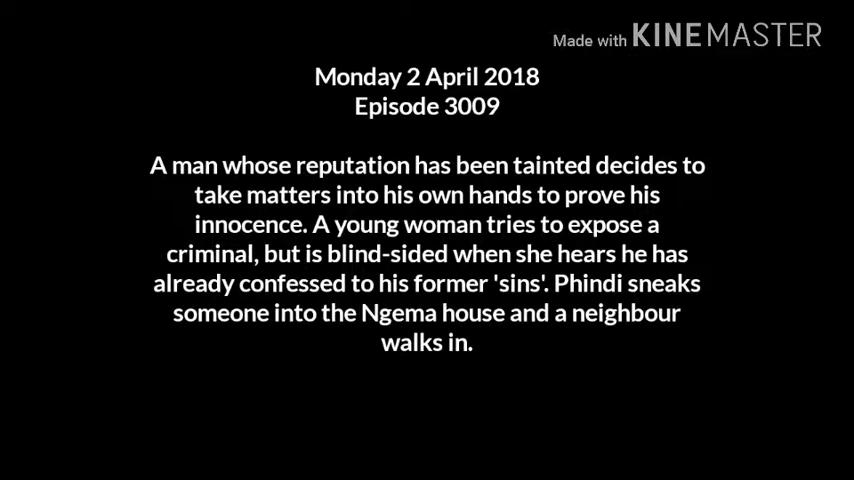 Made with KINEMASTER
Monday 2 April 2018
Episode 3009
A man whose reputation has been tainted decides to
take matters into his own hands to prove his
innocence. A young woman tries to expose a
criminal, but is blind-sided when she hears he has
already confessed to his former 'sins'. Phindi sneaks
someone into the Ngema house and a neighbour
walks in.